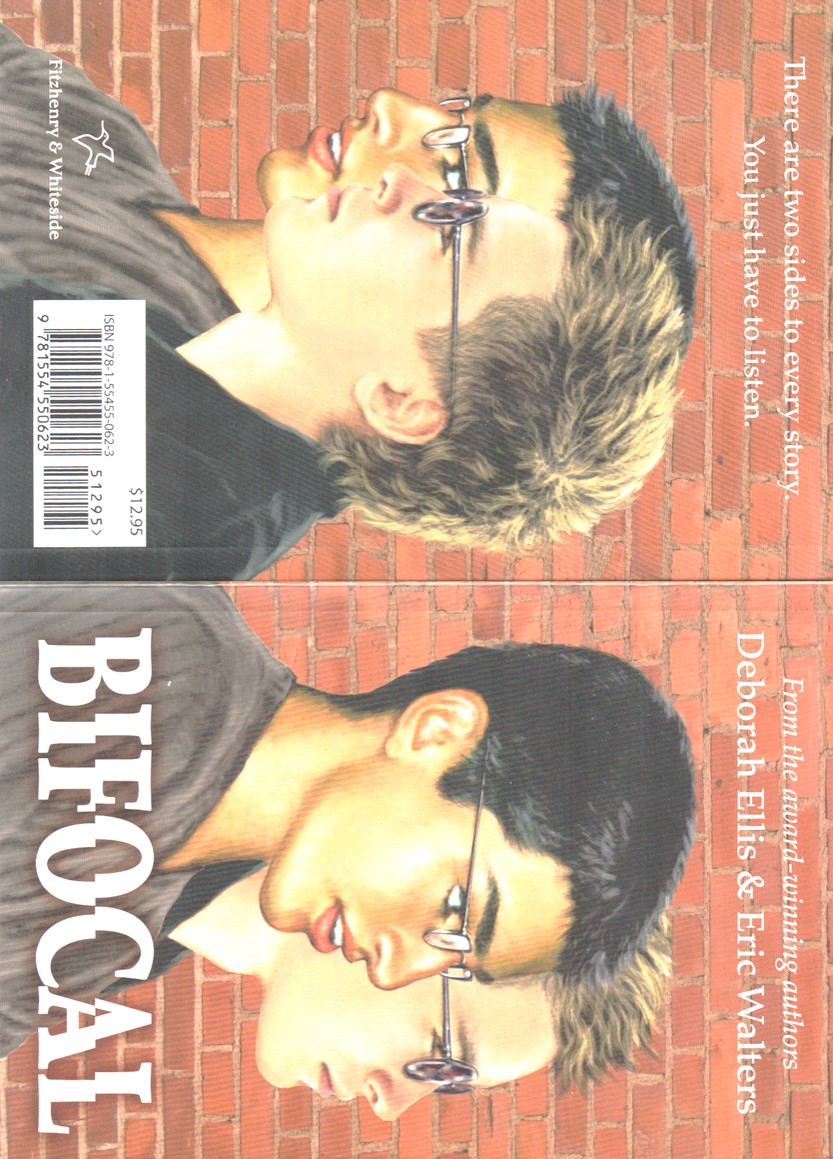 There are two sides to every story.
You just have to listen.
Fitzhenry & Whiteside
$12.95
ISBN 978-1-55455-062-3
9 781554 550623
51295>
From the award-winning authors
Deborah Ellis & Eric Walters
BIFOCAL